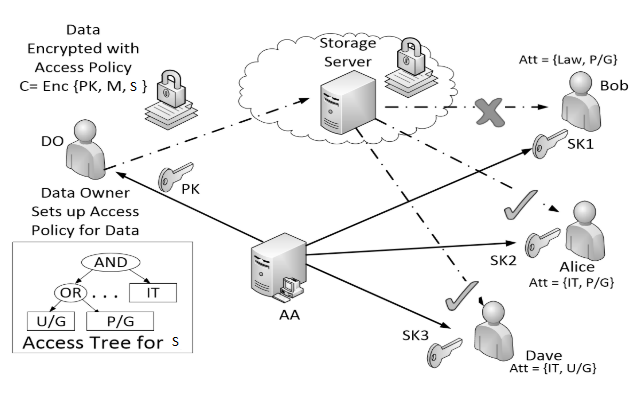 Data
Encrypted with
Access Policy
C= Enc {PK, M, S }
Storage
Server
Att = {Law, P/G}
Bob
SK1
DO
PK
Data Owner
Sets up Access
Policy for Data
AND
OR . . . IT
U/G P/G
Access Tree for S
AA
SK2
Alice
Att = {IT, P/G}
SK3
Dave
Att = {IT, U/G}